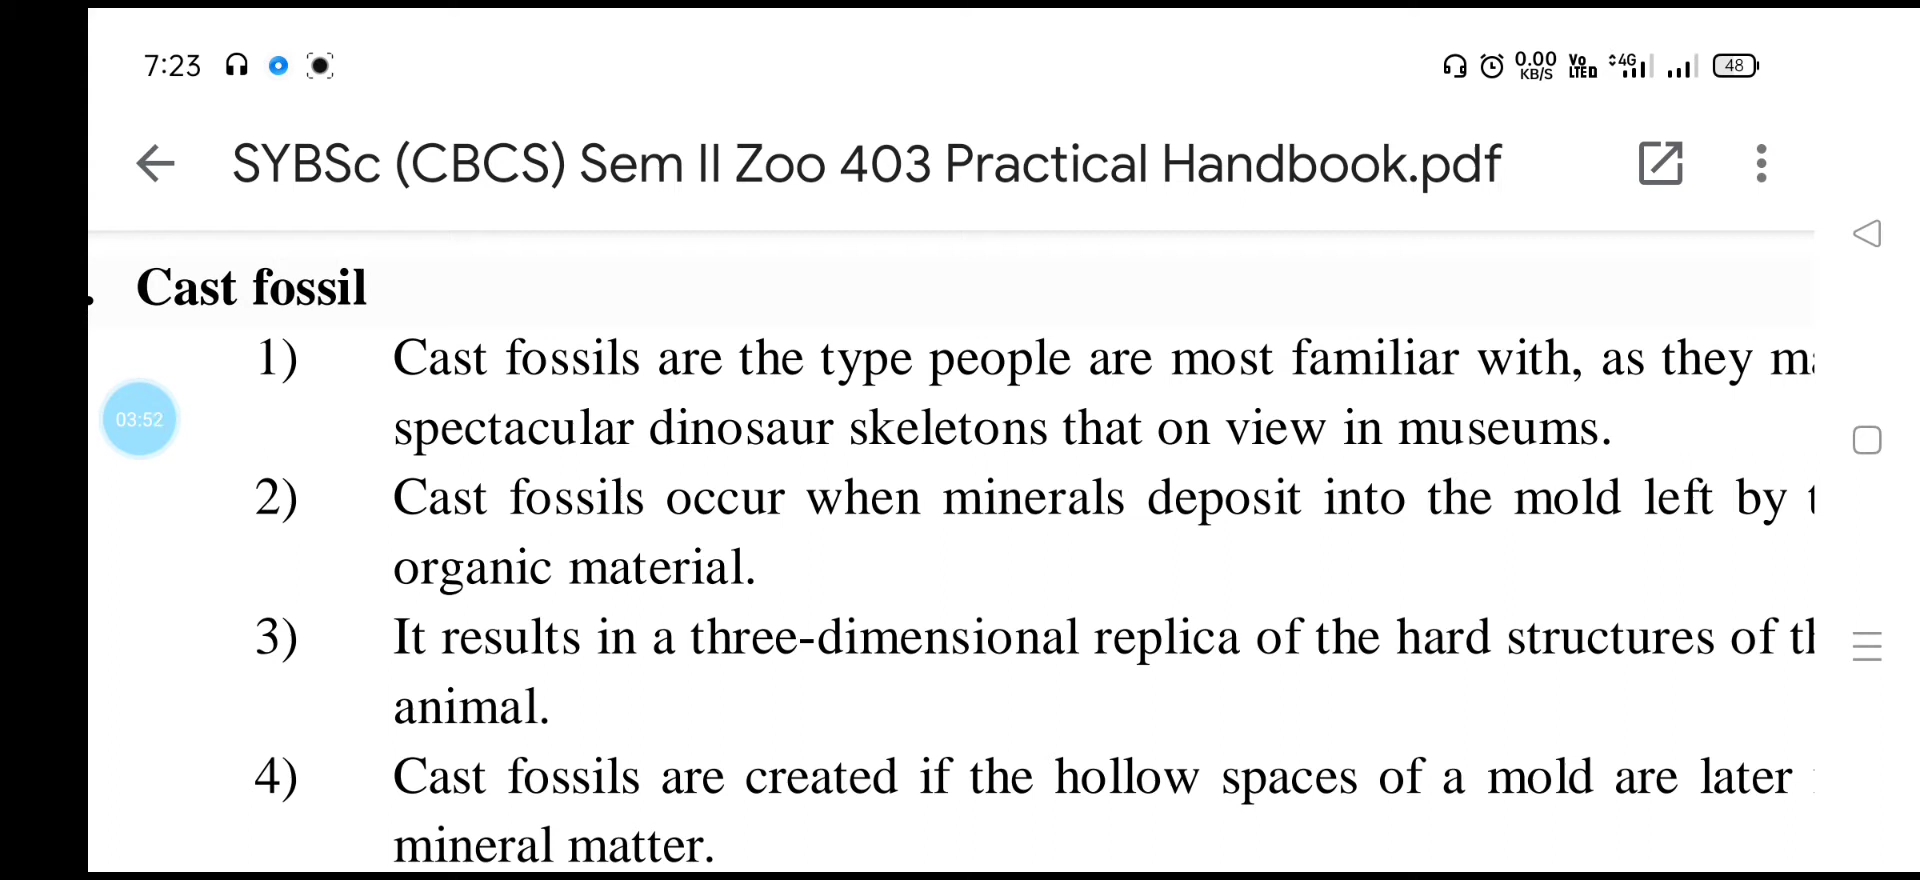 7:23 0.00 KB/S Vo LTE 4G 48
SYBSc (CBCS) Sem II Zoo 403 Practical Handbook.pdf
. Cast fossil
1) Cast fossils are the type people are most familiar with, as they
spectacular dinosaur skeletons that on view in museums.
03:52
2) Cast fossils occur when minerals deposit into the mold left by
organic material.
3) It results in a three-dimensional replica of the hard structures of
animal.
4) Cast fossils are created if the hollow spaces of a mold are later
mineral matter.